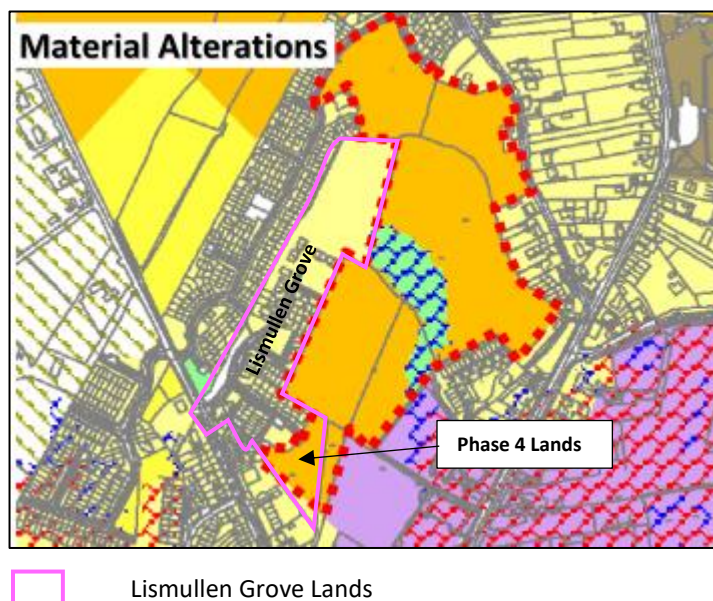 Material Alterations
Lismullen Grove
Phase 4 Lands
Lismullen Grove Lands